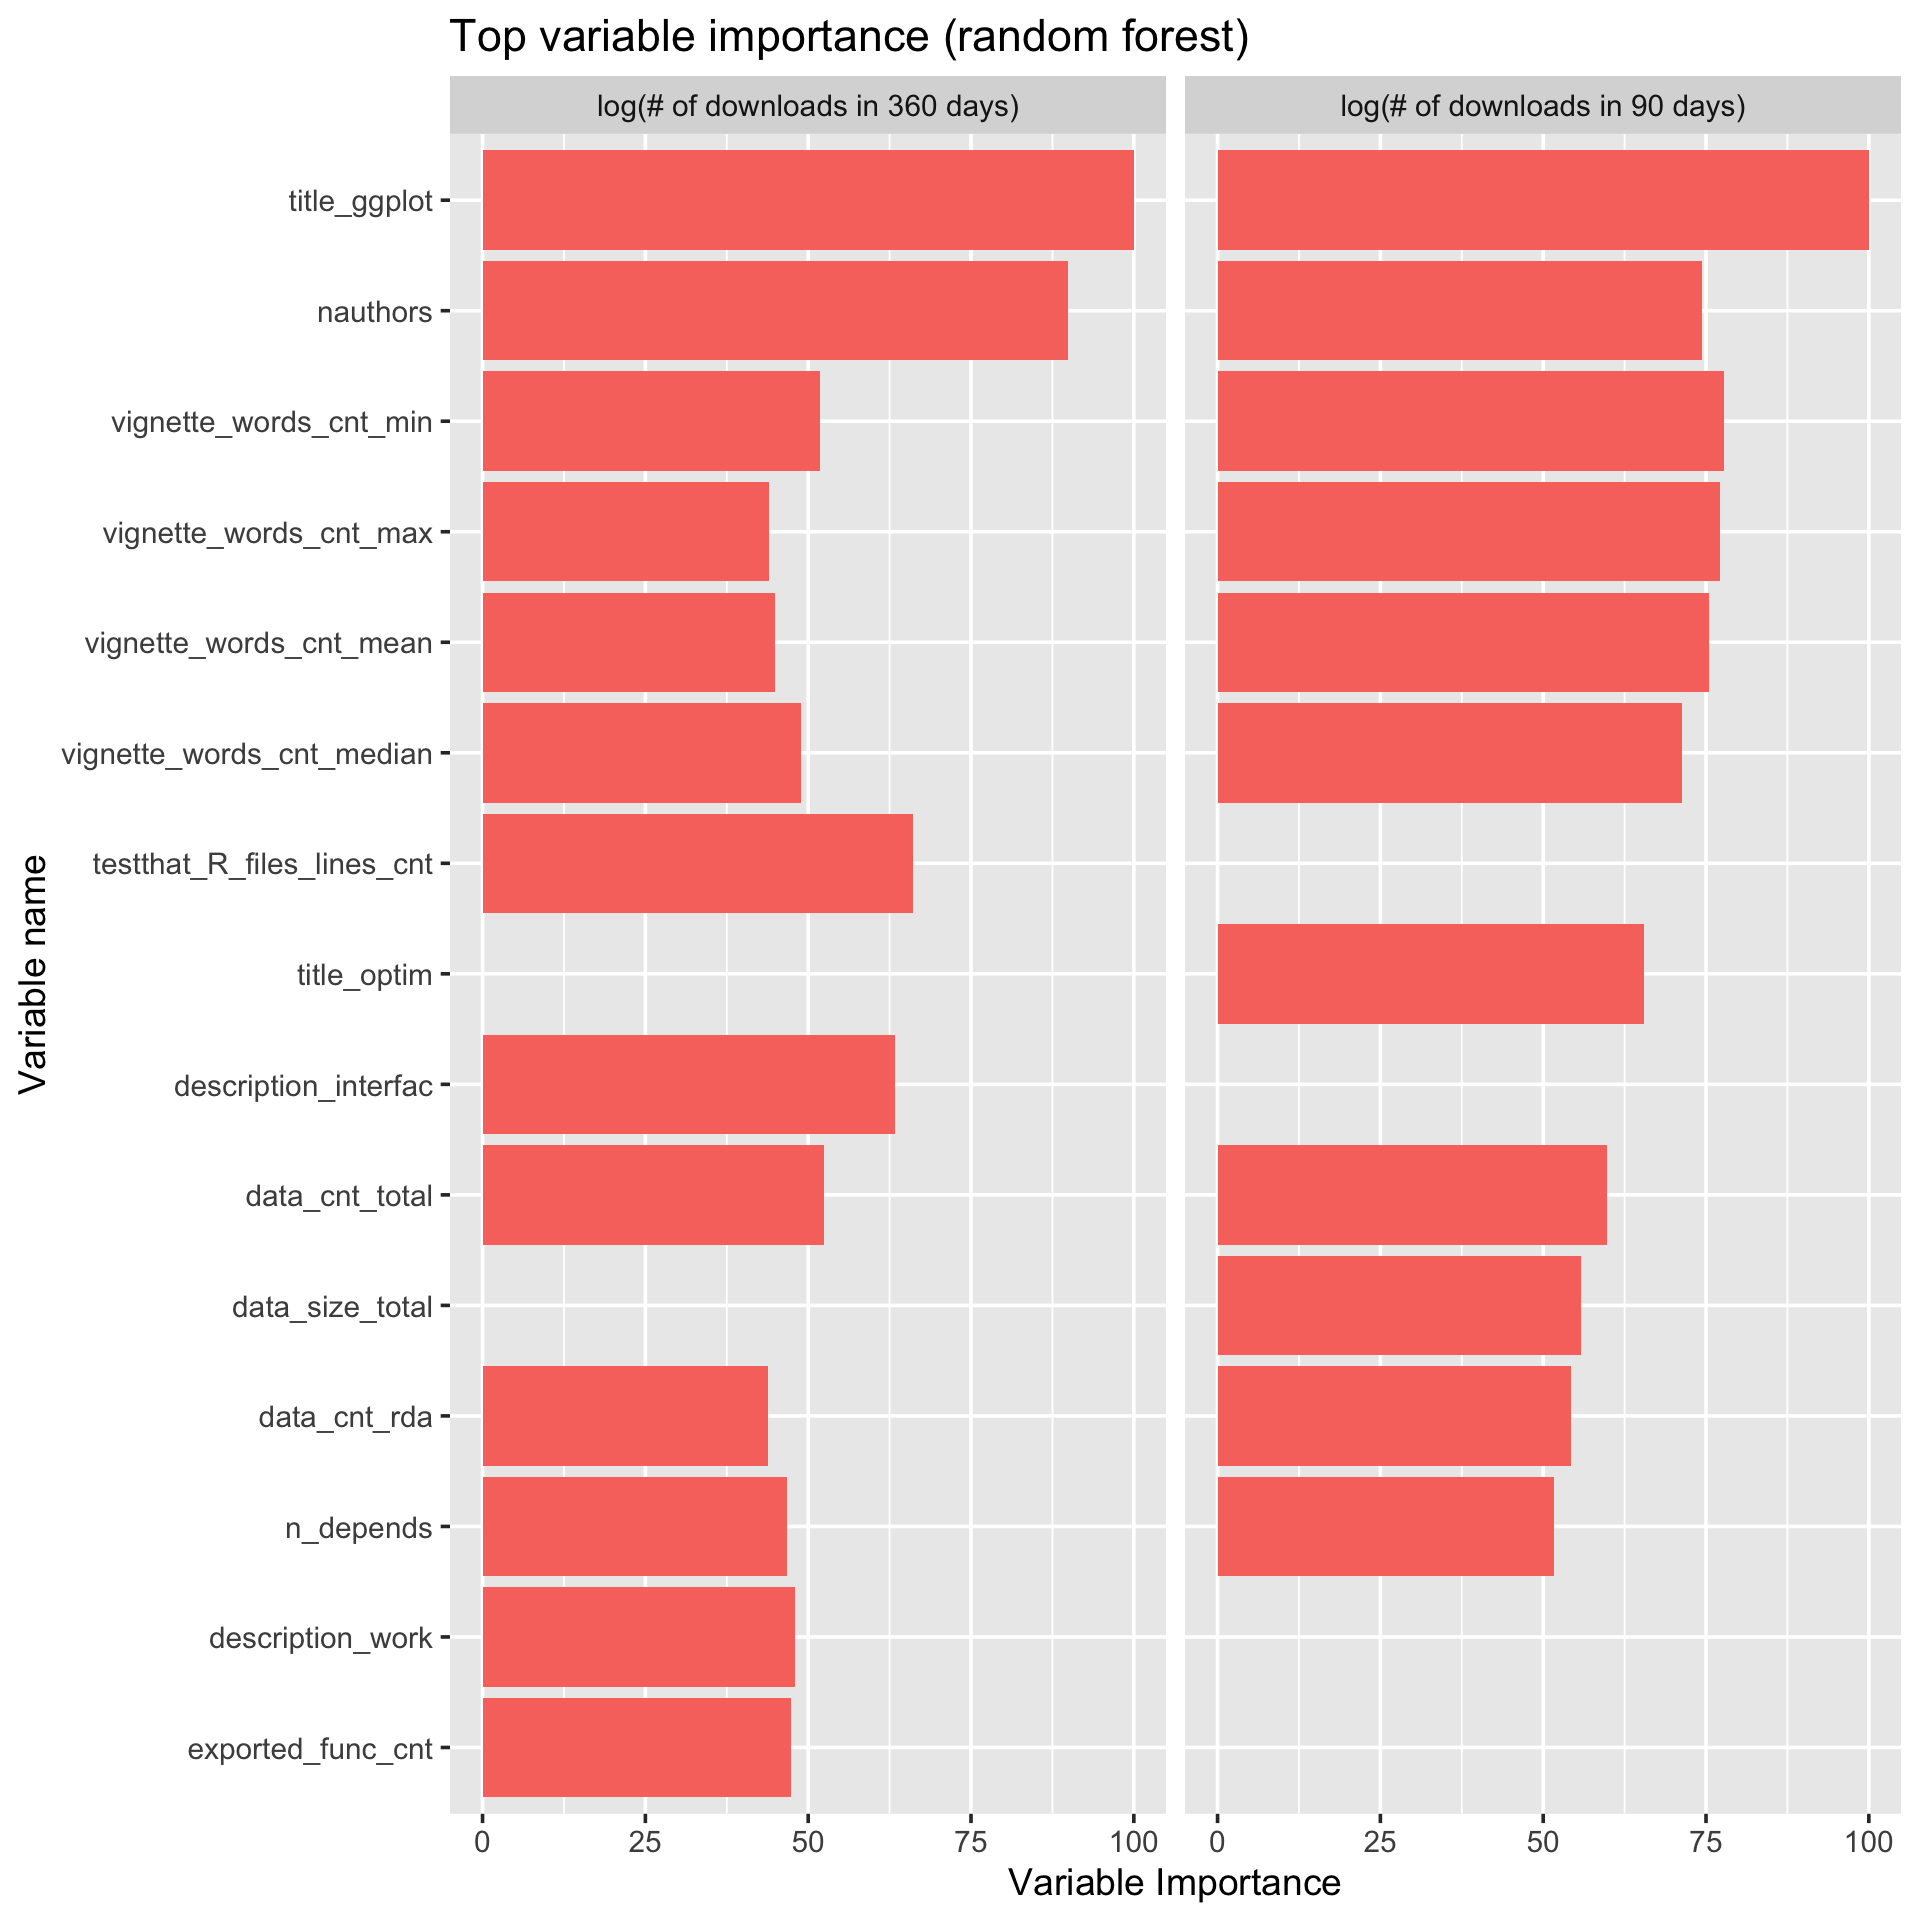 Top variable importance (random forest)
log(# of downloads in 360 days)
log(# of downloads in 90 days)
Variable name
title_ggplot
nauthors
vignette_words_cnt_min
vignette_words_cnt_max
vignette_words_cnt_mean
vignette_words_cnt_median
testthat_R_files_lines_cnt
title_optim
description_interfac
data_cnt_total
data_size_total
data_cnt_rda
n_depends
description_work
exported_func_cnt
0 25 50 75 100
0 25 50 75 100
Variable Importance